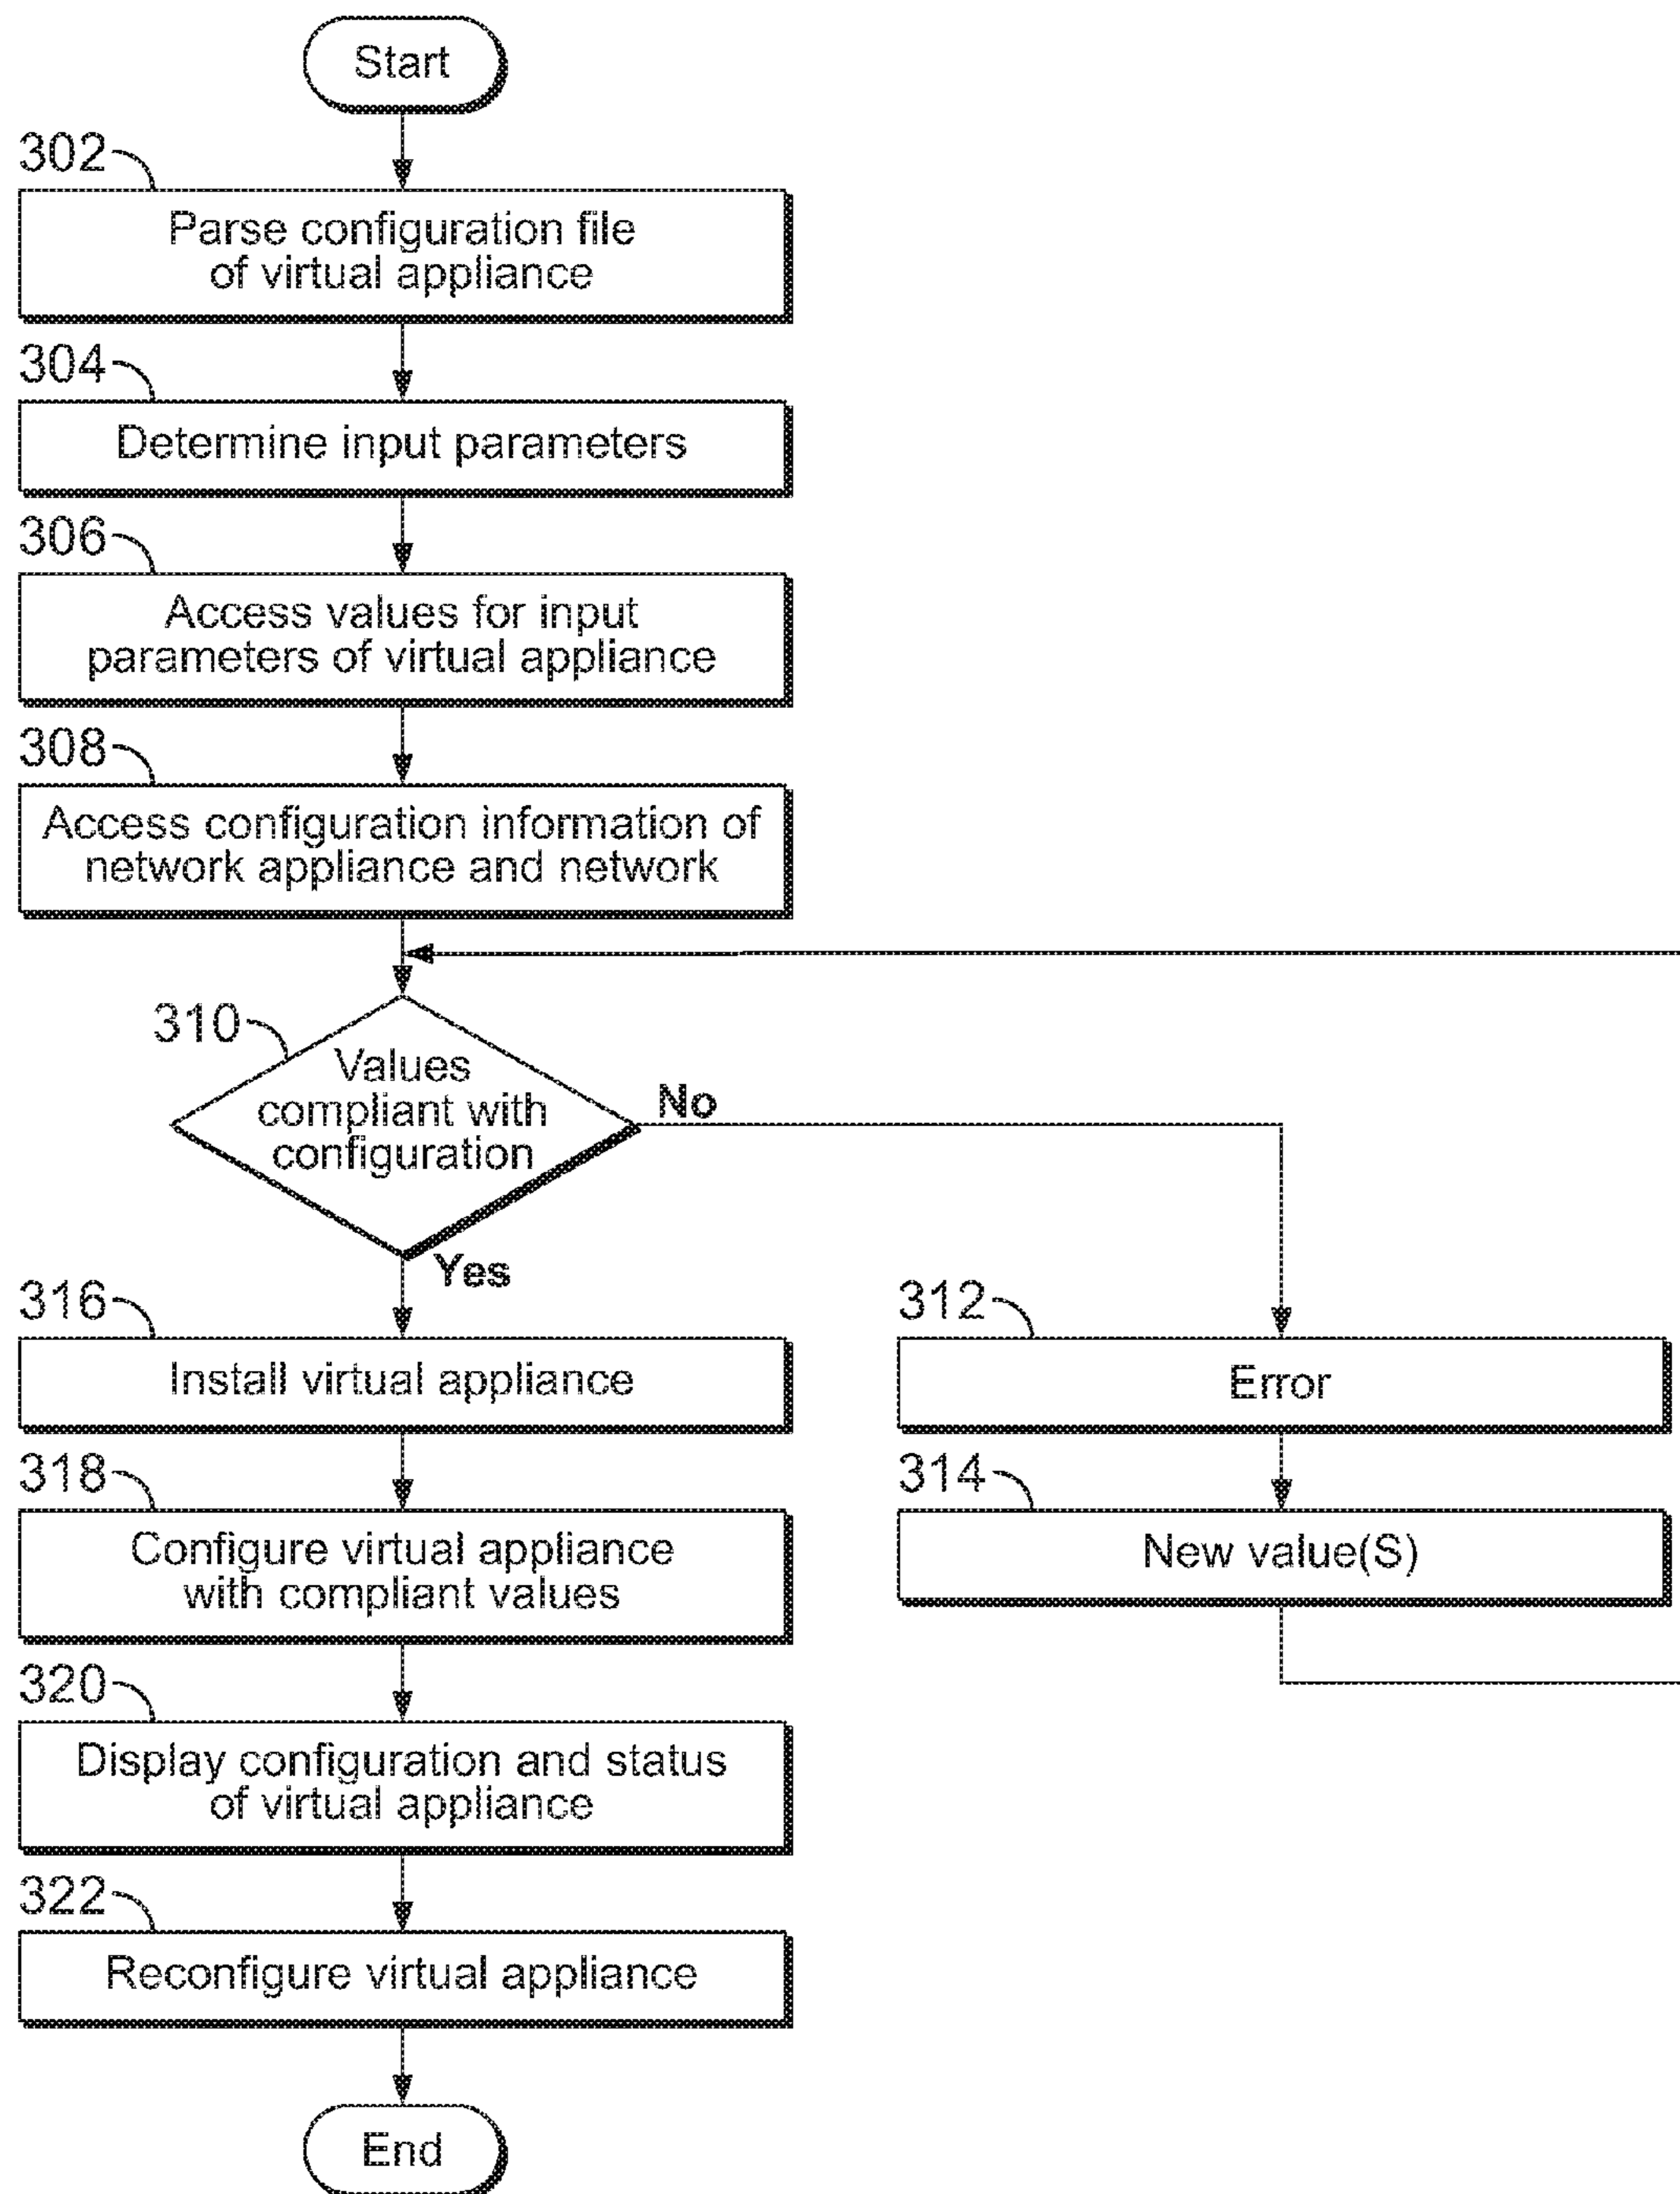 Start
302
Parse configuration file
of virtual appliance
304
Determine input parameters
306
Access values for input
parameters of virtual appliance
308
Access configuration information of
network appliance and network
310
Values
compliant with
configuration
No
Yes
316
Install virtual appliance
312
Error
318
Configure virtual appliance
with compliant values
314
New value(S)
320
Display configuration and status
of virtual appliance
322
Reconfigure virtual appliance
End